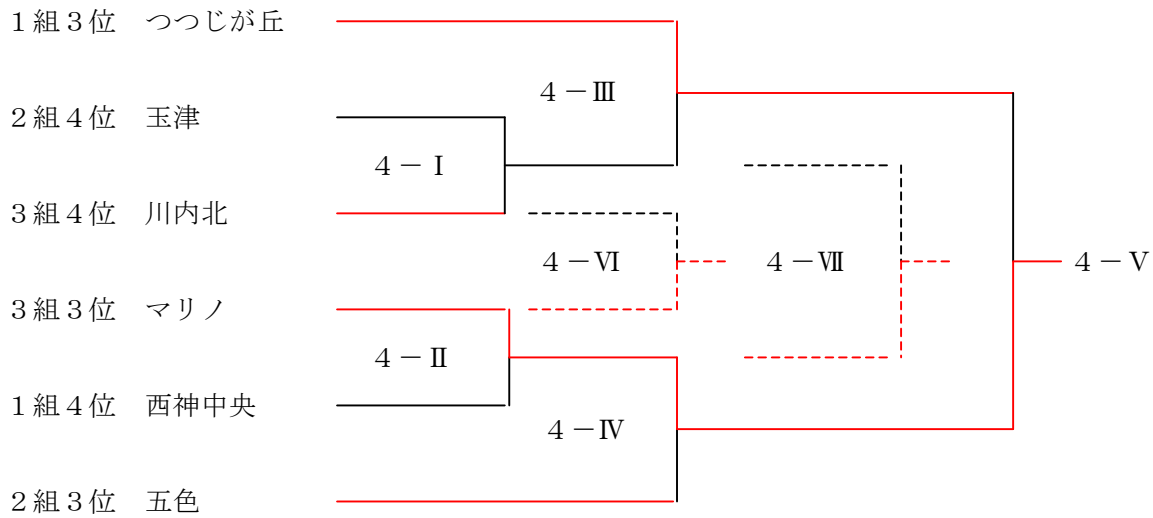 1組3位 つつじが丘
4-Ⅲ
2組4位 玉津
4-Ⅰ
3組4位 川内北
4-Ⅵ
4-Ⅶ
4-Ⅴ
3組3位 マリノ
4-Ⅱ
1組4位 西神中央
4-Ⅳ
2組3位 五色